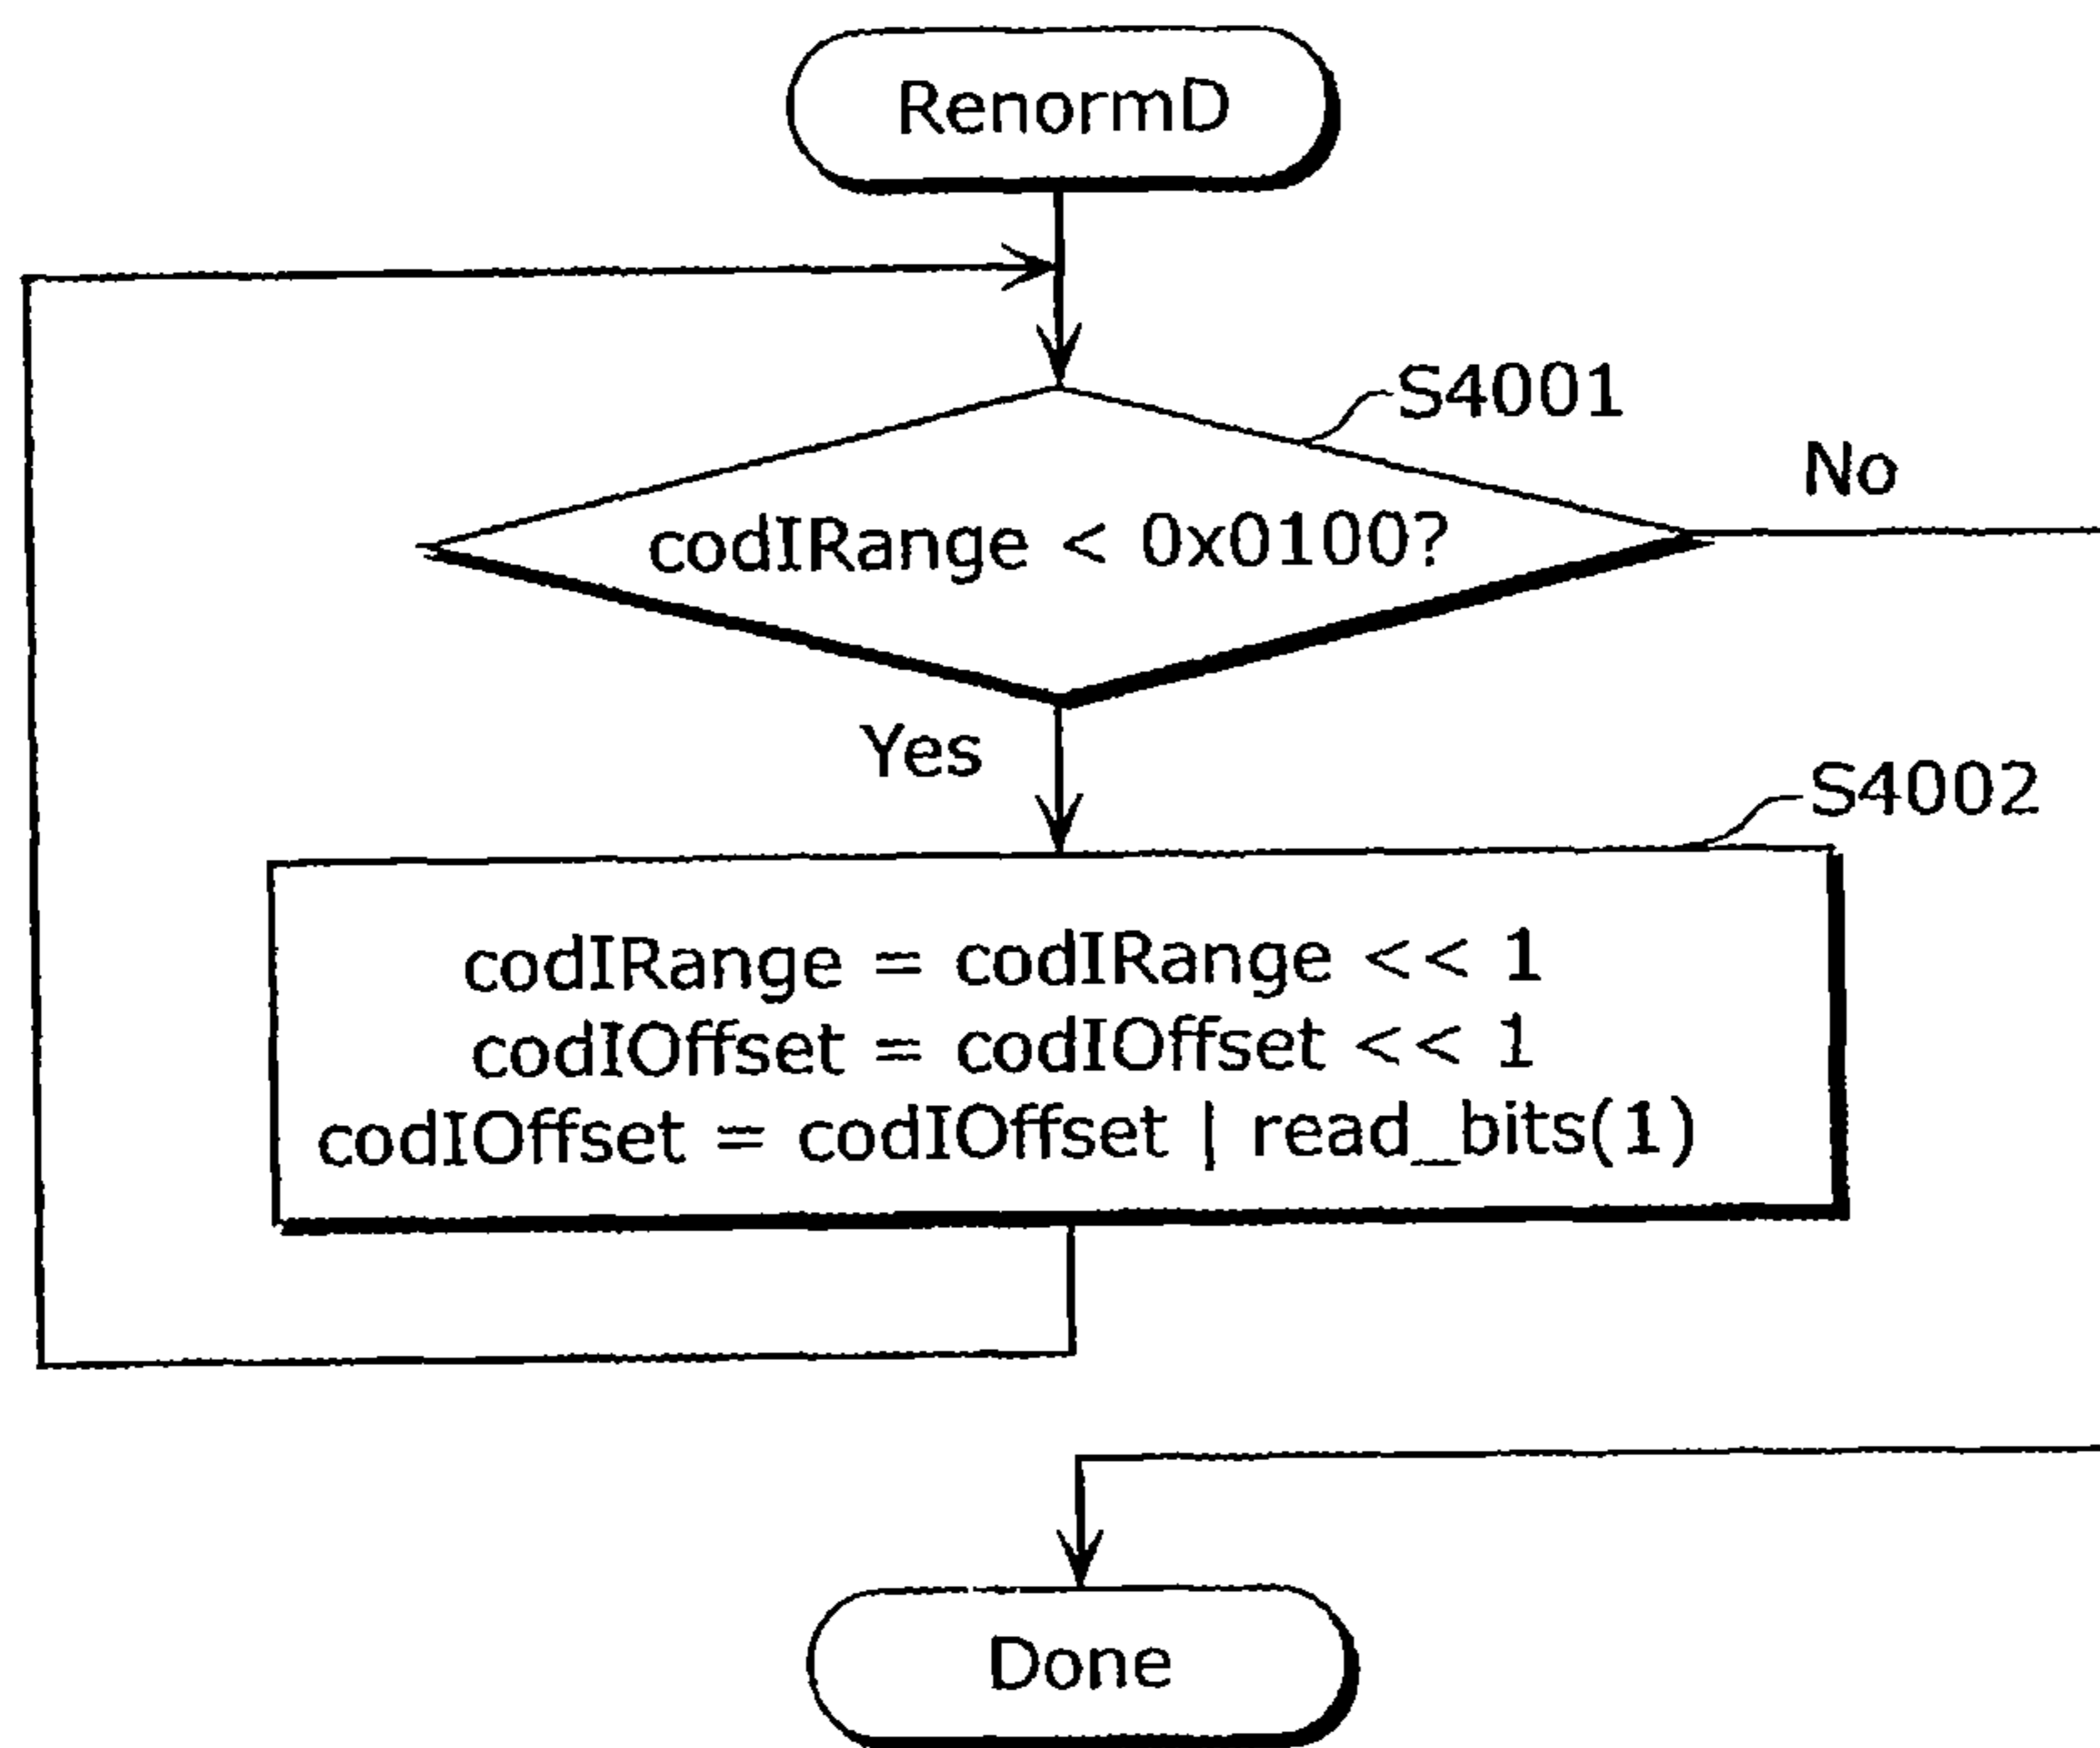 RenormD
S4001
No
codIRange < 0x0100?
Yes
S4002
codIRange = codIRange << 1
codIOffset = codIOffset << 1
codIOffset = codIOffset | read_bits(1)
Done